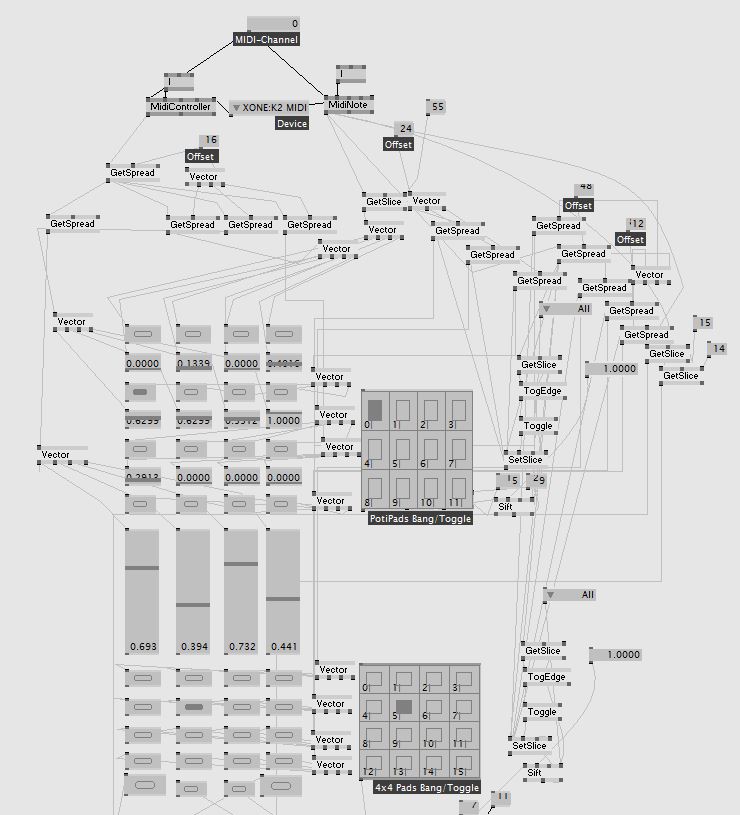 0
MIDI-Channel
MidiController
XONE:K2 MIDI
MidiNote
Device
55
24
Offset
16
Offset
GetSpread
Vector
48
Offset
GetSlice
Vector
GetSpread
GetSpread
GetSpread
GetSpread
Vector
GetSpread
GetSpread
112
Offset
Vector
GetSpread
GetSpread
Vector
GetSpread
GetSpread
All
GetSpread
Vector
GetSpread
15
GetSlice
14
0.0000
0.1339
0.0000
GetSlice
1.0000
GetSlice
Vector
TogEdge
0.6299
0.6299
1.0000
Vector
0
1
2
3
Toggle
Vector
Vector
4
5
6
7
SetSlice
0.2913
0.0000
0.0000
0.0000
15
29
Vector
8
9
10
11
Sift
PotiPads Bang/Toggle
All
0.693
0.394
0.732
0.441
GetSlice
1.0000
Vector
0
1
2
3
TogEdge
Vector
4
5
6
7
Toggle
Vector
8
9
10
11
SetSlice
Vector
12
13
14
15
Sift
4x4 Pads Bang/Toggle
7
11